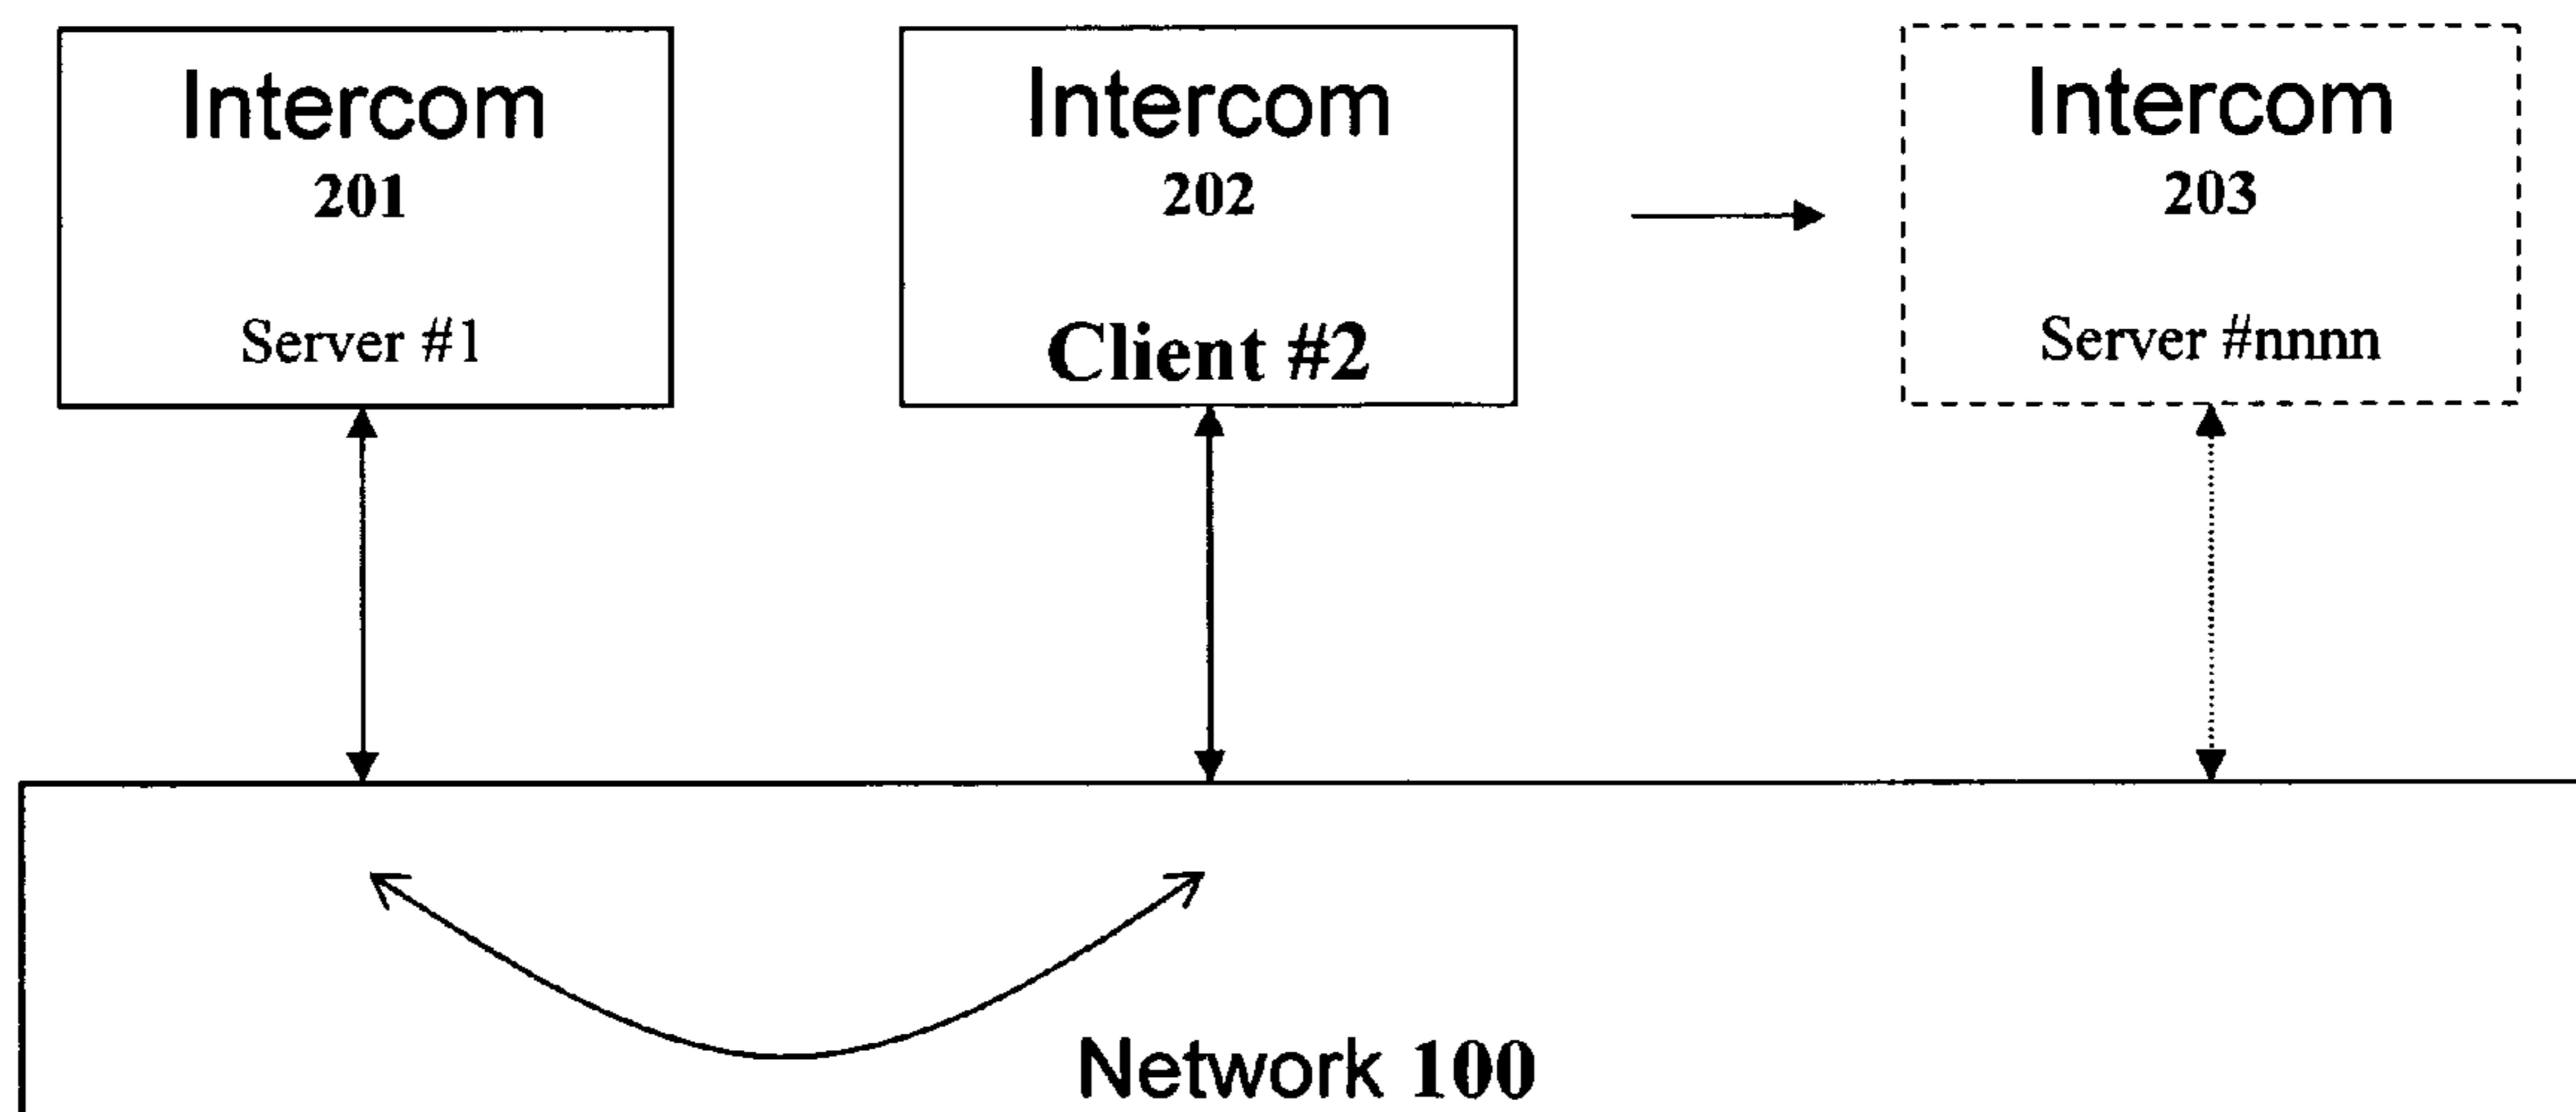 Intercom
201
Server #1
Intercom
202
Client #2
Intercom
203
Server #nnnn
Network 100